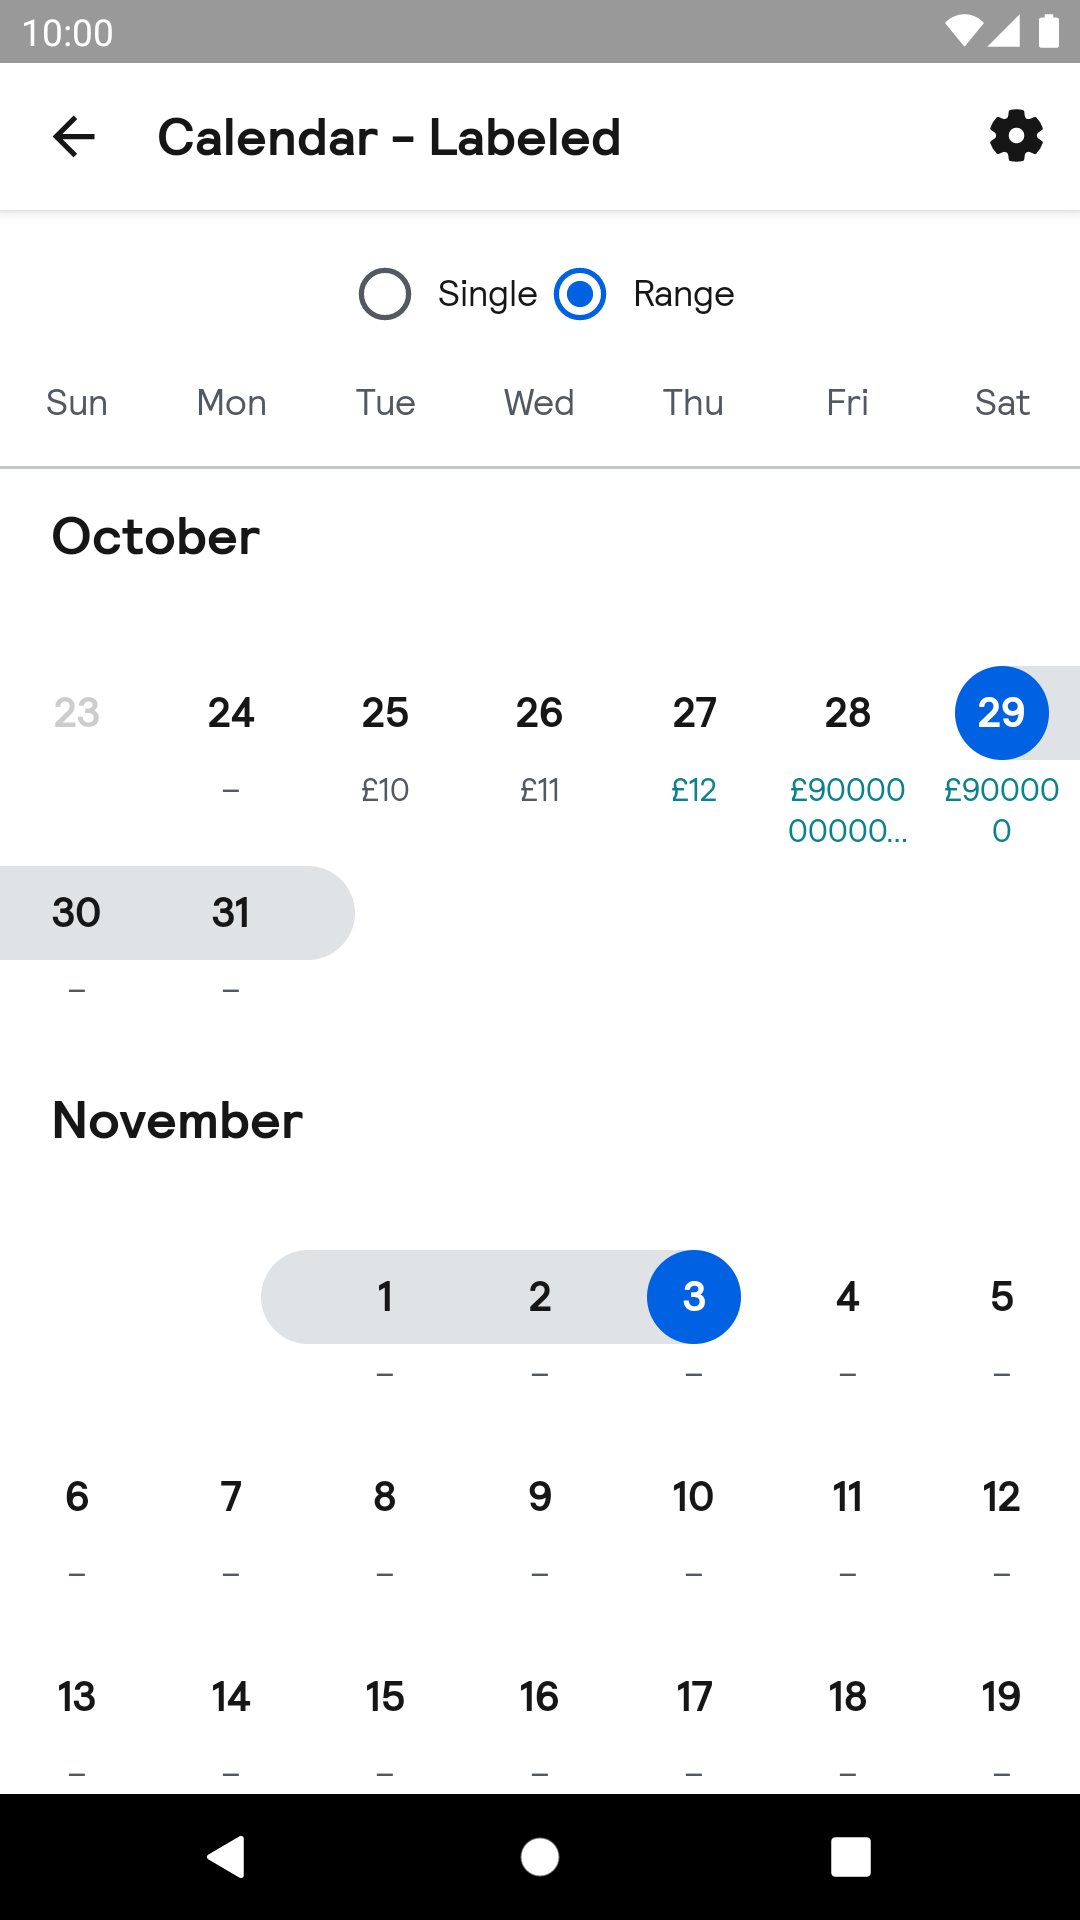 10:00
Calendar – Labeled
Single Range
Sun Mon Tue Wed Thu Fri Sat
October
23 24 25 26 27 28 29
– £10 £11 £12 £90000 £90000
00000... 0
30 31
– –
November
1 2 3 4 5
– – – – –
6 7 8 9 10 11 12
– – – – – – –
13 14 15 16 17 18 19
– – – – – – –